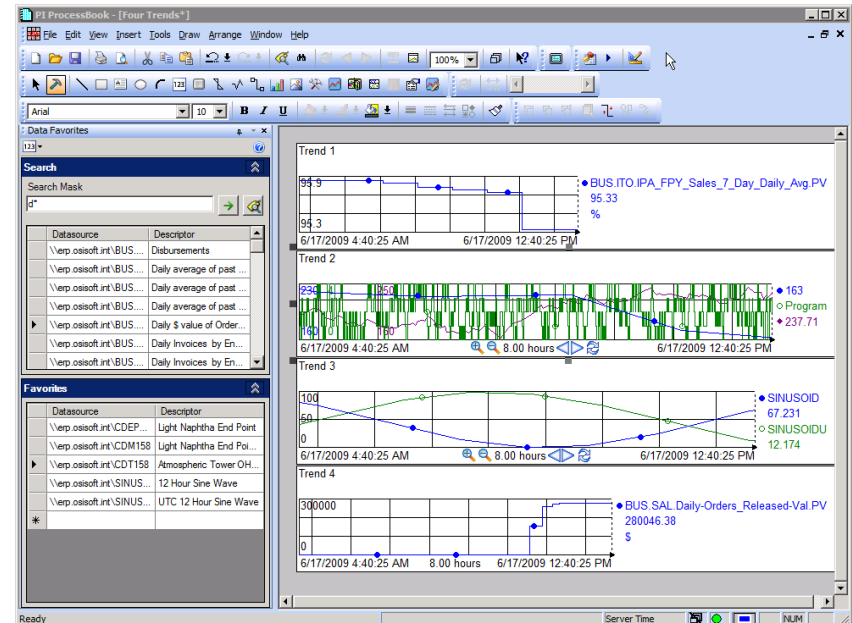 PI ProcessBook - [Four Trends*]
File Edit View Insert Tools Draw Arrange Window Help
100%
123
Arial 10 B I U
Data Favorites
123
Search
Search Mask
d*
Datasource Descriptor
\\erp.osisoft.int\BUS.... Disbursements
\\erp.osisoft.int\BUS.... Daily average of past ...
\\erp.osisoft.int\BUS.... Daily average of past ...
\\erp.osisoft.int\BUS.... Daily average of past ...
\\erp.osisoft.int\BUS.... Daily $ value of Order...
\\erp.osisoft.int\BUS.... Daily Invoices by En...
\\erp.osisoft.int\BUS.... Daily Invoices by En...
Favorites
Datasource Descriptor
\\erp.osisoft.int\CDEP... Light Naphtha End Point
\\erp.osisoft.int\CDM158 Light Naphtha End Poi...
\\erp.osisoft.int\CDT158 Atmospheric Tower OH...
\\erp.osisoft.int\SINUS... 12 Hour Sine Wave
\\erp.osisoft.int\SINUS... UTC 12 Hour Sine Wave
Trend 1
95.9
95.3
6/17/2009 4:40:25 AM 6/17/2009 12:40:25 PM
BUS.ITO.IPA_FPY_Sales_7_Day_Daily_Avg.PV
95.33
%
Trend 2
230 250
160 0 150
6/17/2009 4:40:25 AM 8.00 hours 6/17/2009 12:40:25 PM
163
Program
237.71
Trend 3
100
50
0
6/17/2009 4:40:25 AM 8.00 hours 6/17/2009 12:40:25 PM
SINUSOID
67.231
SINUSOIDU
12.174
Trend 4
300000
0
6/17/2009 4:40:25 AM 8.00 hours 6/17/2009 12:40:25 PM
BUS.SAL.Daily-Orders_Released-Val.PV
280046.38
$
Ready Server Time NUM